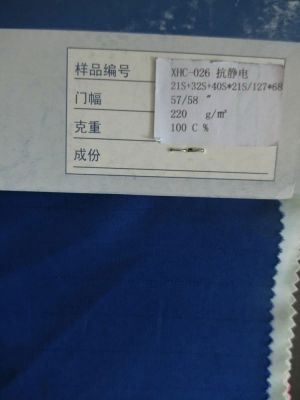 样品编号 XHC-026 抗静电
21S+32S+40S*21S/127*68
门幅 57/58 "
克重 220 g/m²
成份 100 C %